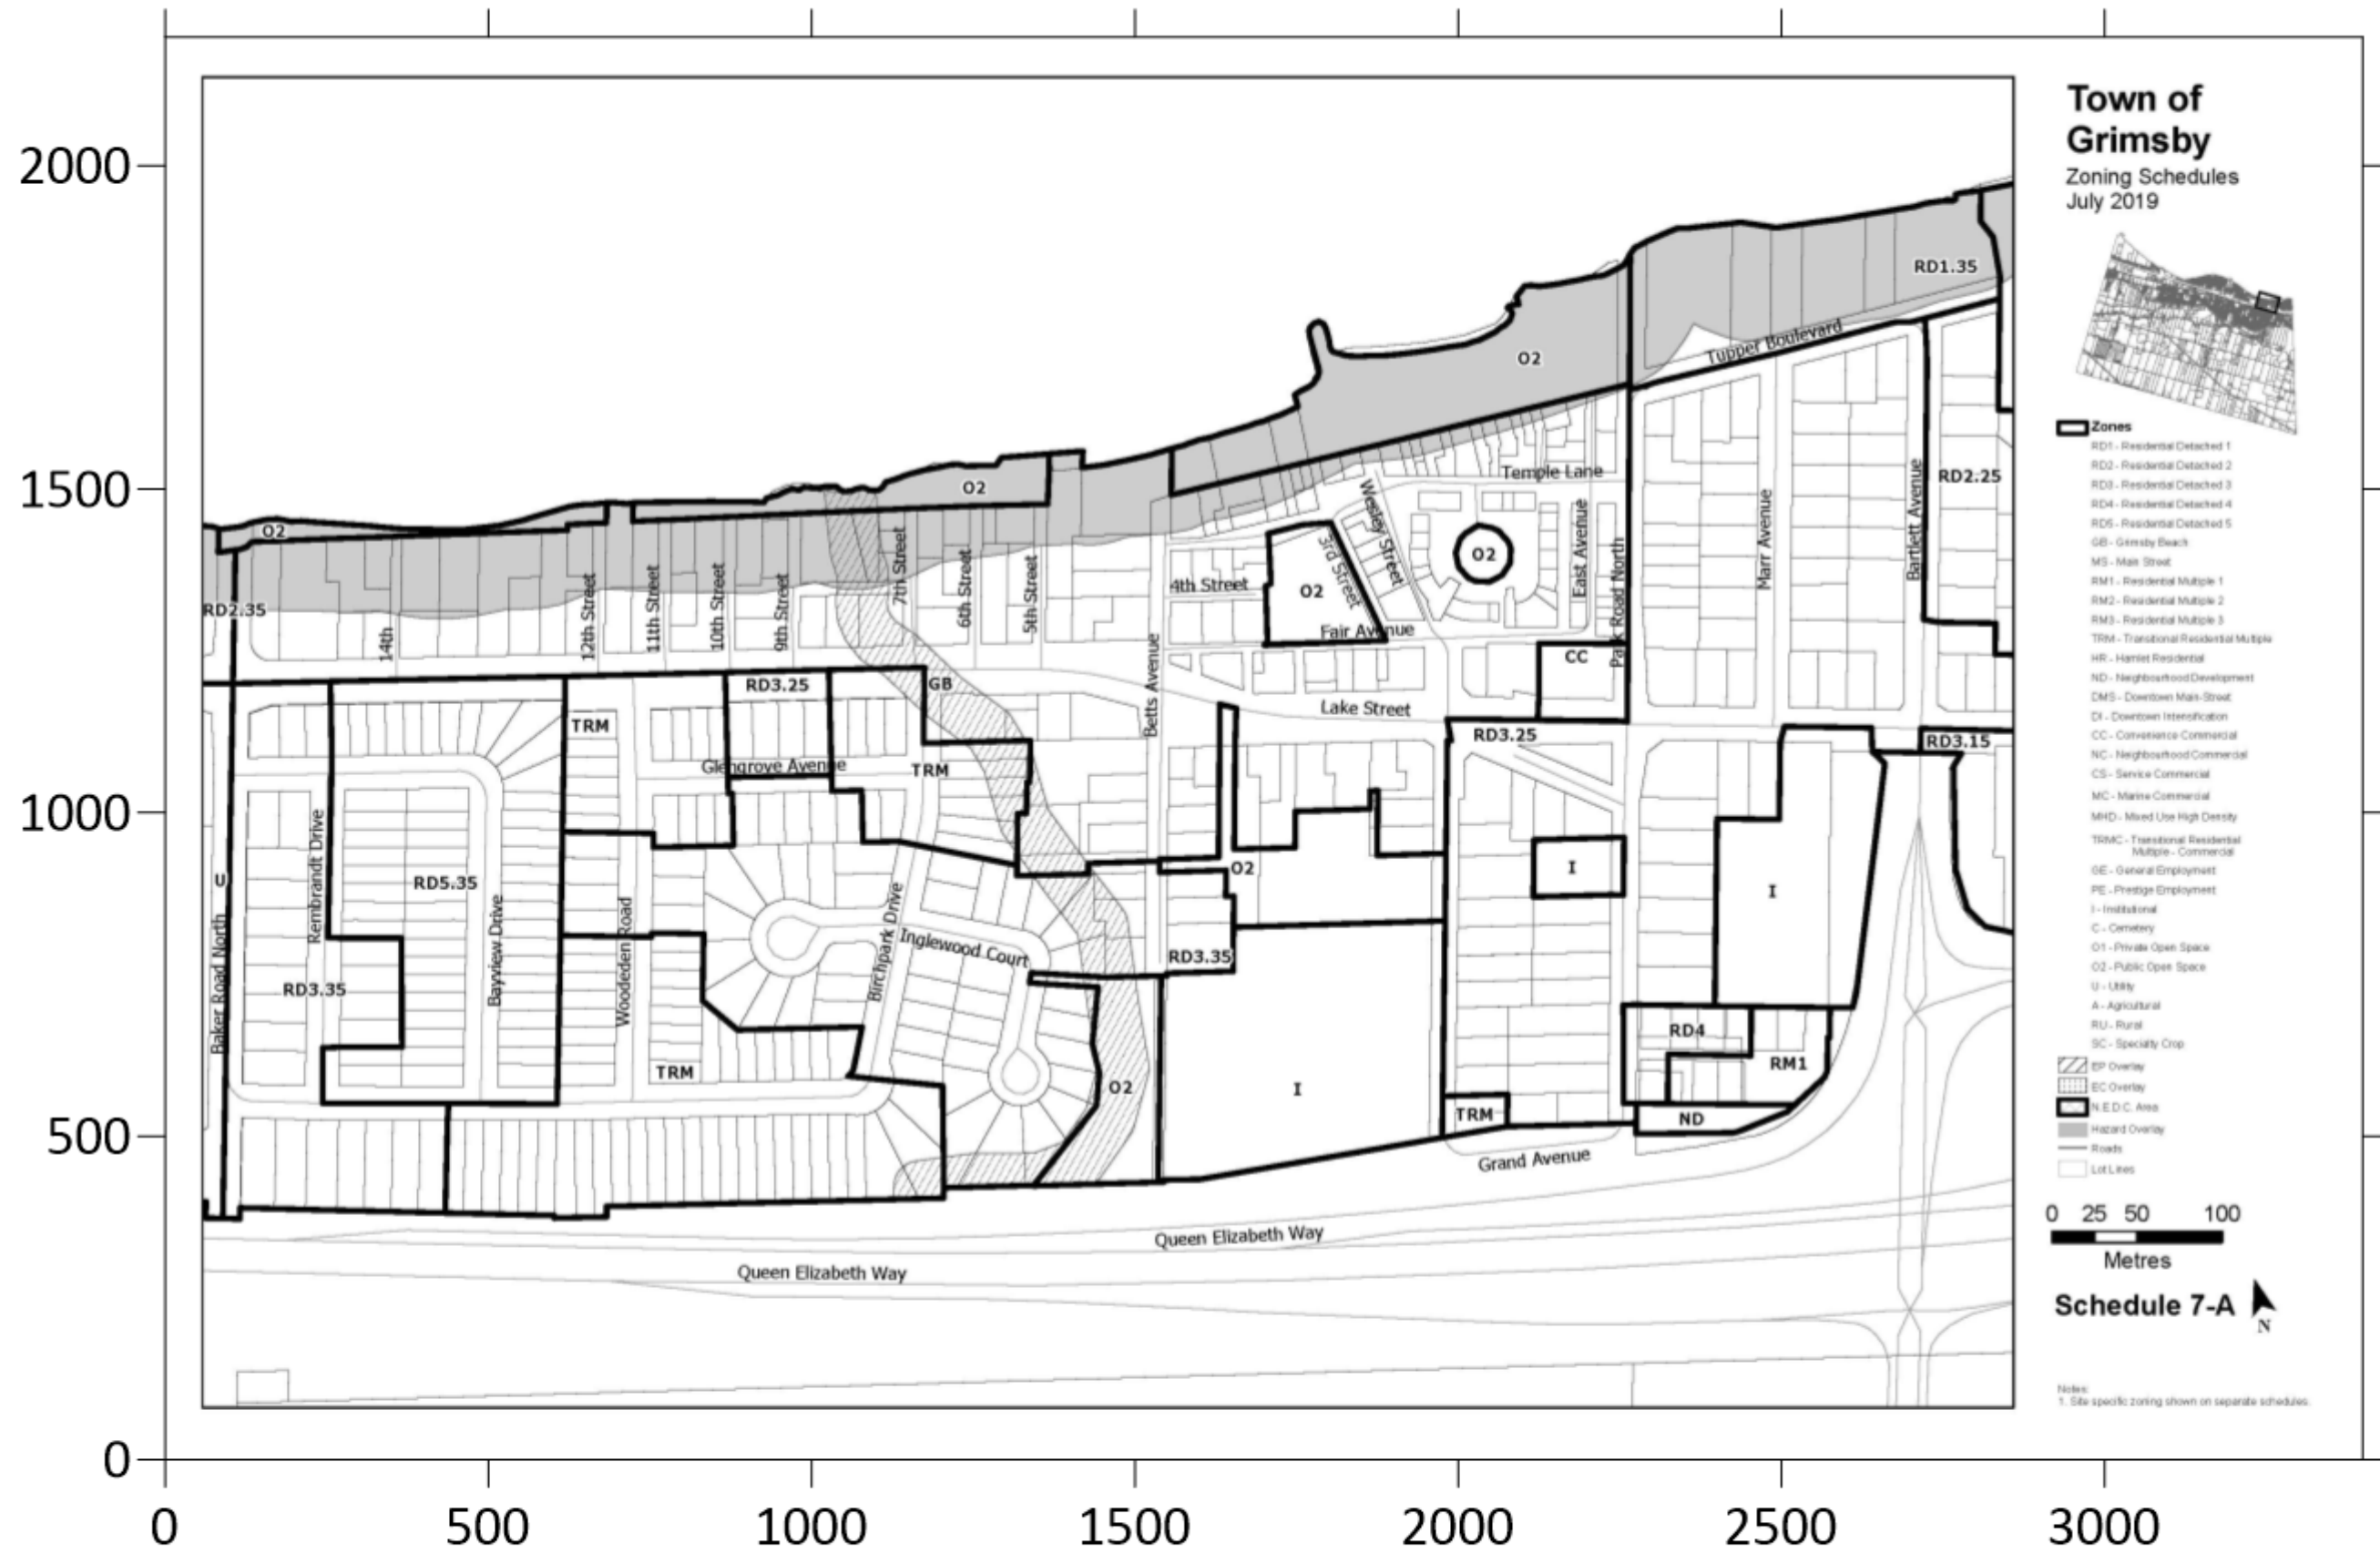 2000
1500
1000
500
0
0
500
1000
1500
2000
2500
3000
Town of
Grimsby
Zoning Schedules
July 2019
Zones
RD1 - Residential Detached 1
RD2 - Residential Detached 2
RD3 - Residential Detached 3
RD4 - Residential Detached 4
RD5 - Residential Detached 5
GB - Grimsby Beach
MS - Main Street
RM1 - Residential Multiple 1
RM2 - Residential Multiple 2
RM3 - Residential Multiple 3
TRM - Transitional Residential Multiple
HR - Hamlet Residential
ND - Neighbourhood Development
DMS - Downtown Main-Street
DI - Downtown Intensification
CC - Convenience Commercial
NC - Neighbourhood Commercial
CS - Service Commercial
MC - Marine Commercial
MHD - Mixed Use High Density
TRMC - Transitional Residential
Multiple - Commercial
GE - General Employment
PE - Prestige Employment
I - Institutional
C - Cemetery
O1 - Private Open Space
O2 - Public Open Space
U - Utility
A - Agricultural
RU - Rural
SC - Specialty Crop
EP Overlay
EC Overlay
N.E.D.C. Area
Hazard Overlay
Roads
Lot Lines
0 25 50 100
Metres
Schedule 7-A
N
Notes:
1. Site specific zoning shown on separate schedules.
RD1.35
Tupper Boulevard
O2
Temple Lane
RD2.25
O2
O2
Wesley Street
3rd Street
O2
East Avenue
Park Road North
Marr Avenue
Bartlett Avenue
RD2.35
14th
12th Street
11th Street
10th Street
9th Street
7th Street
6th Street
5th Street
4th Street
O2
Fair Avenue
CC
Betts Avenue
Lake Street
RD3.25
GB
TRM
RD3.25
RD3.15
Glengrove Avenue
TRM
U
Rembrandt Drive
RD5.35
O2
I
I
Baker Road North
Bayview Drive
Woodeden Road
Birchpark Drive
Inglewood Court
RD3.35
RD3.35
RD4
RM1
TRM
O2
I
TRM
ND
Grand Avenue
Queen Elizabeth Way
Queen Elizabeth Way